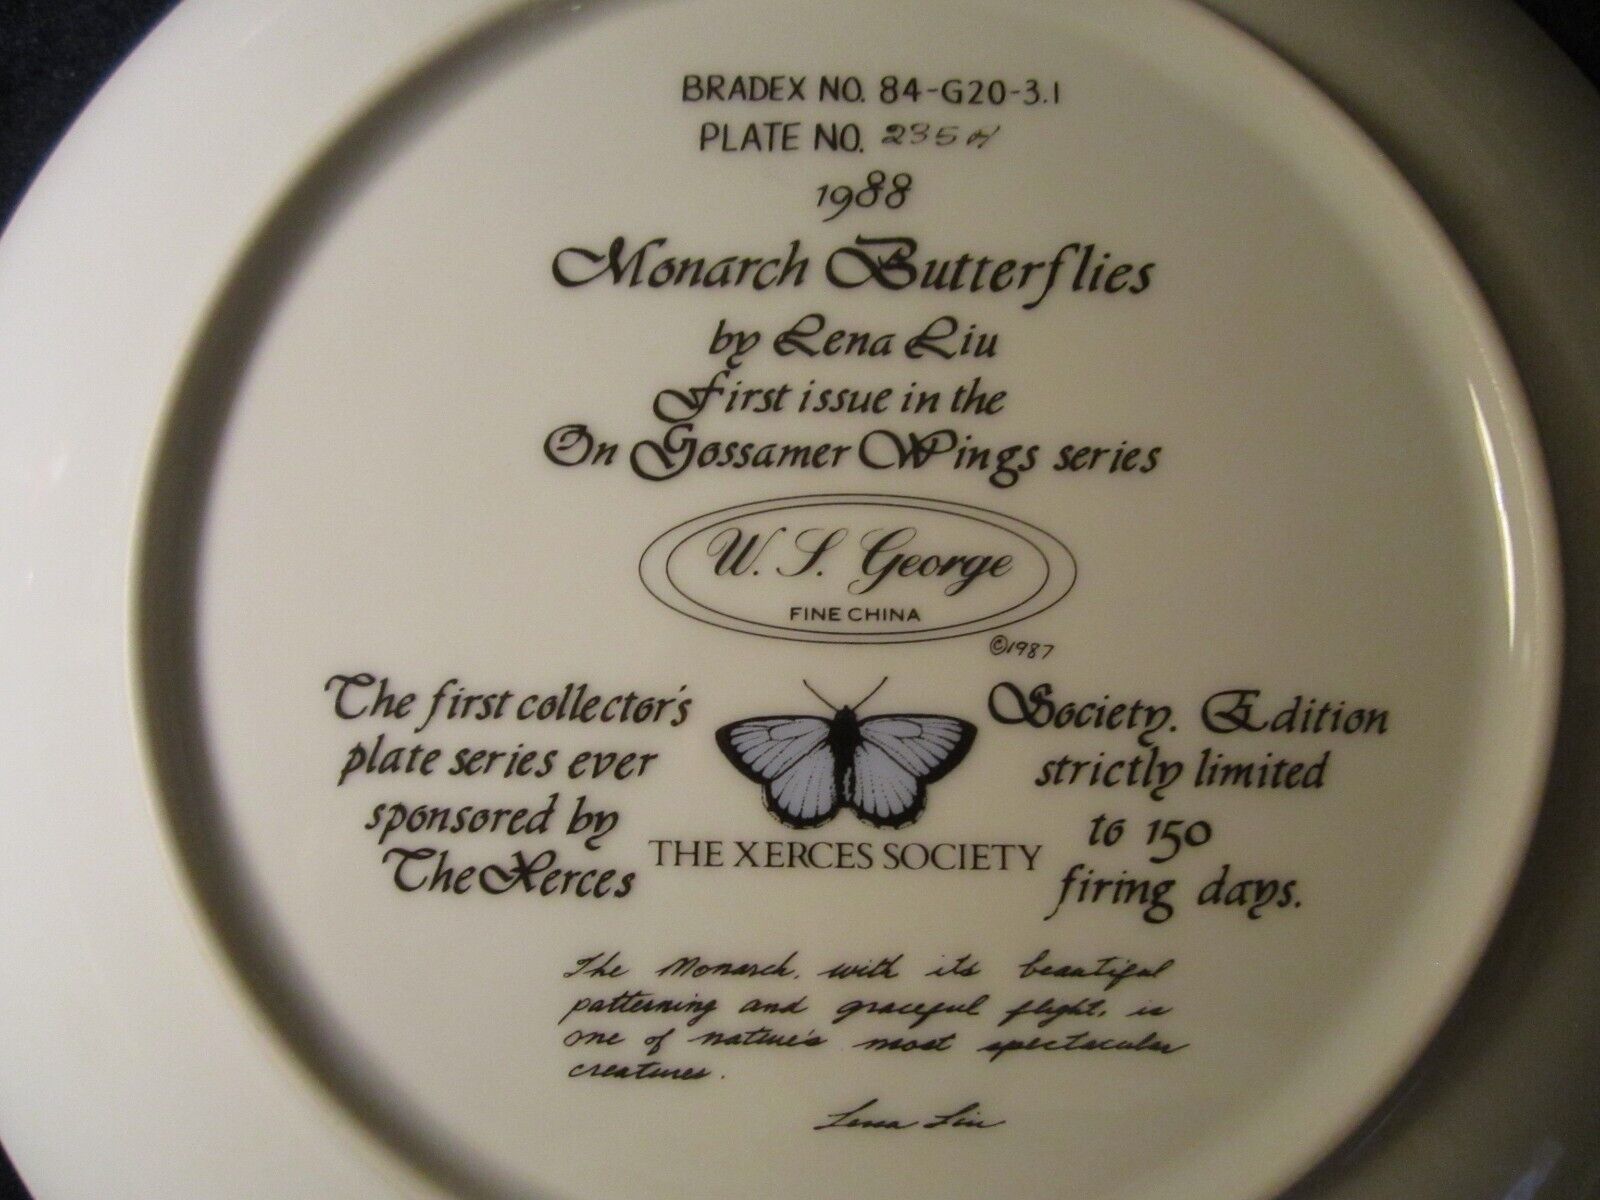 BRADEX NO. 84-G20-3.1
PLATE NO. 235
1988
Monarch Butterflies
by Lena Liu
First issue in the
On Gossamer Wings series
W. S. George
FINE CHINA
©1987
The first collector's
plate series ever
sponsored by
The Xerces
THE XERCES SOCIETY
Society. Edition
strictly limited
to 150
firing days.
The Monarch, with its beautiful
patterning and graceful flight, is
one of nature's most spectacular
creatures.
Lena Liu